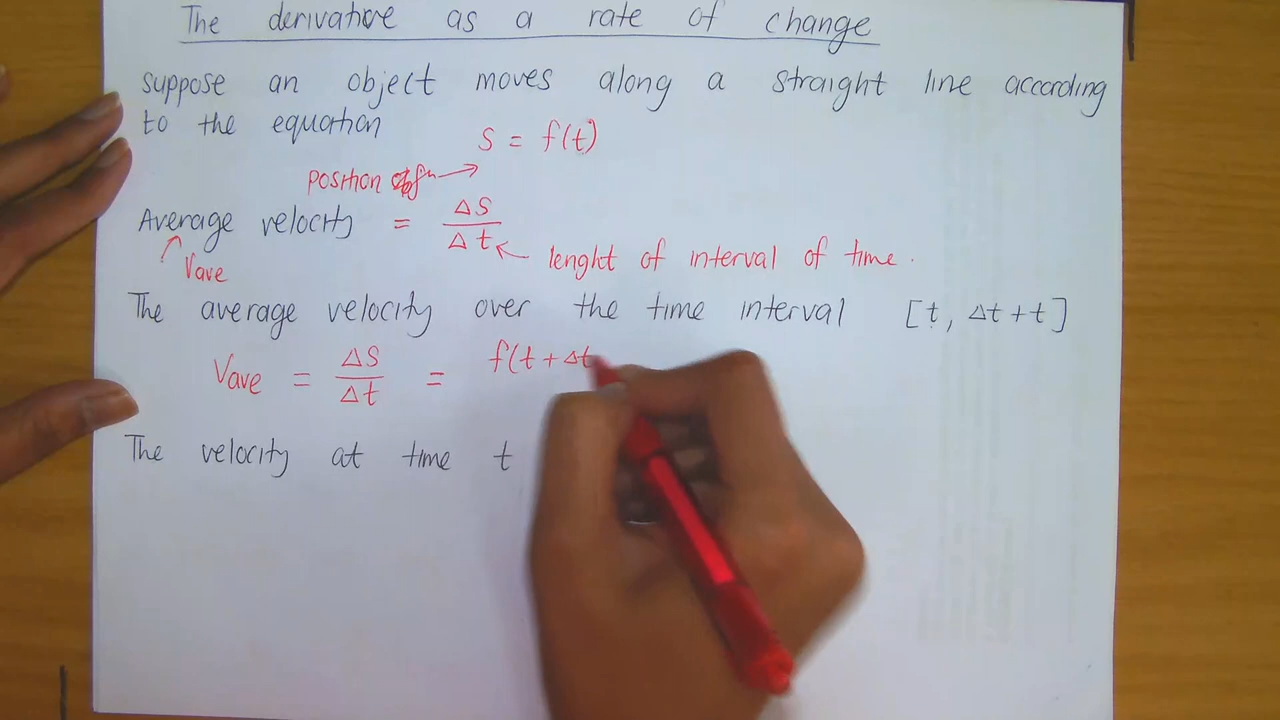 The derivative as a rate of change
suppose an object moves along a straight line according
to the equation
s = f(t)
position fn →
Average velocity = Δs/Δt ← lenght of interval of time.
Vave
The average velocity over the time interval [t, Δt+t]
Vave = Δs/Δt = f(t+Δt
The velocity at time t